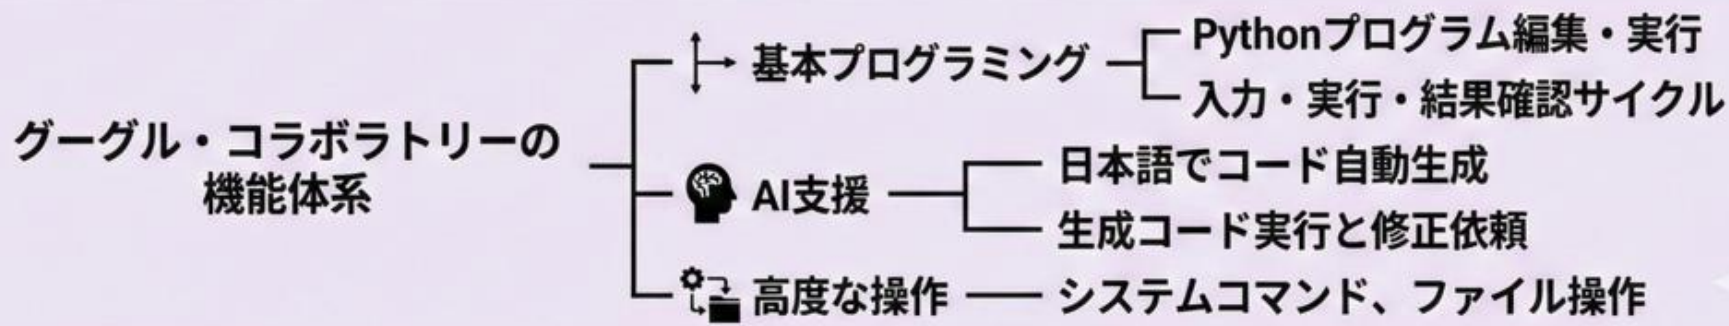 グーグル・コラボラトリーの
機能体系
基本プログラミング
Pythonプログラム編集・実行
入力・実行・結果確認サイクル
AI支援
日本語でコード自動生成
生成コード実行と修正依頼
高度な操作
システムコマンド、ファイル操作